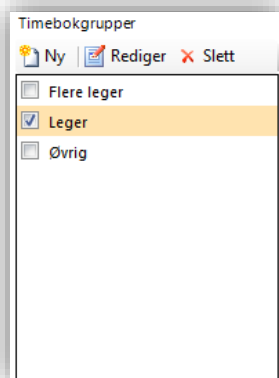 Timebokgrupper
Ny Rediger Slett
Flere leger
Leger
Øvrig